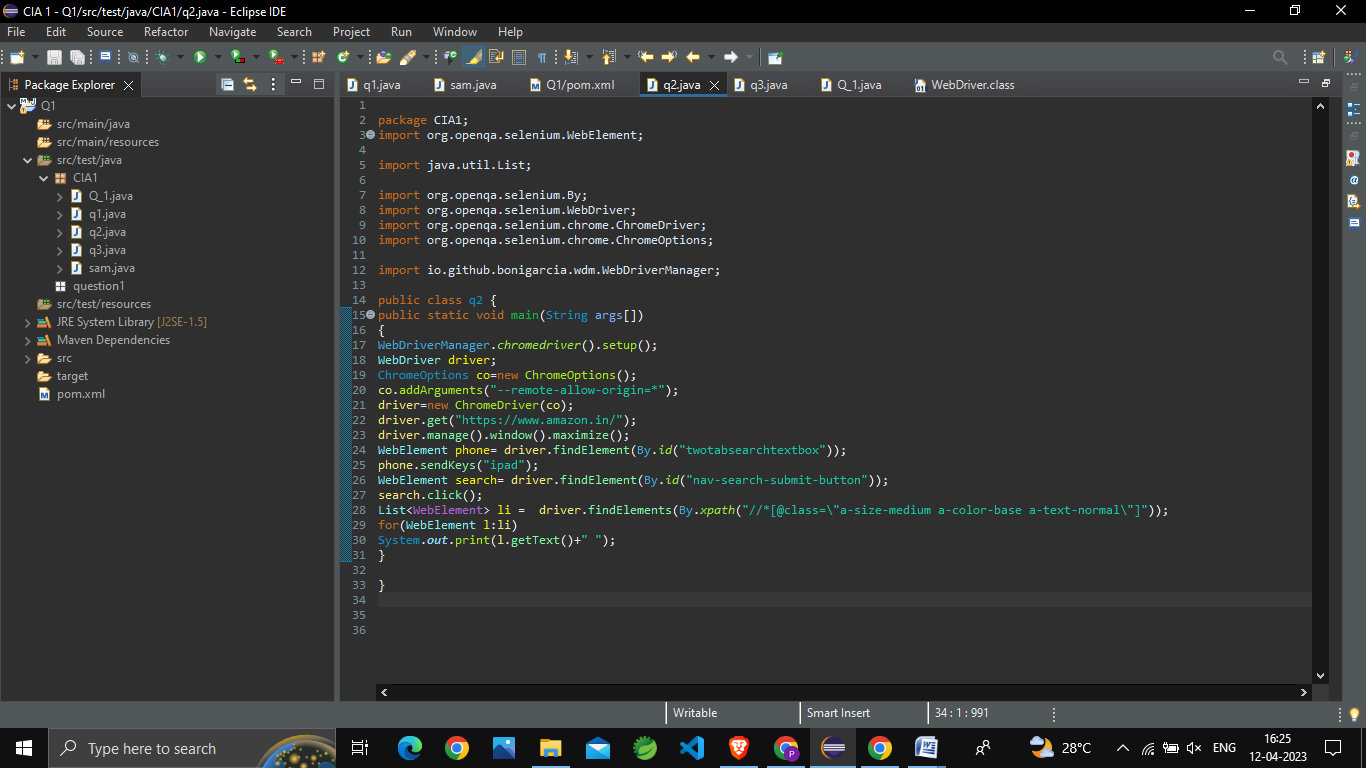 CIA 1 - Q1/src/test/java/CIA1/q2.java - Eclipse IDE
File Edit Source Refactor Navigate Search Project Run Window Help
Package Explorer
q1.java sam.java Q1/pom.xml q2.java q3.java Q_1.java WebDriver.class
Q1
src/main/java
src/main/resources
src/test/java
CIA1
Q_1.java
q1.java
q2.java
q3.java
sam.java
question1
src/test/resources
JRE System Library [J2SE-1.5]
Maven Dependencies
src
target
pom.xml
1
2 package CIA1;
3 import org.openqa.selenium.WebElement;
4
5 import java.util.List;
6
7 import org.openqa.selenium.By;
8 import org.openqa.selenium.WebDriver;
9 import org.openqa.selenium.chrome.ChromeDriver;
10 import org.openqa.selenium.chrome.ChromeOptions;
11
12 import io.github.bonigarcia.wdm.WebDriverManager;
13
14 public class q2 {
15 public static void main(String args[])
16 {
17 WebDriverManager.chromedriver().setup();
18 WebDriver driver;
19 ChromeOptions co=new ChromeOptions();
20 co.addArguments("--remote-allow-origin=*");
21 driver=new ChromeDriver(co);
22 driver.get("https://www.amazon.in/");
23 driver.manage().window().maximize();
24 WebElement phone= driver.findElement(By.id("twotabsearchtextbox"));
25 phone.sendKeys("ipad");
26 WebElement search= driver.findElement(By.id("nav-search-submit-button"));
27 search.click();
28 List<WebElement> li =  driver.findElements(By.xpath("//*[@class=\"a-size-medium a-color-base a-text-normal\"]"));
29 for(WebElement l:li)
30 System.out.print(l.getText()+" ");
31 }
32
33 }
34
35
36
Writable Smart Insert 34 : 1 : 991
Type here to search
28°C ENG 16:25
12-04-2023